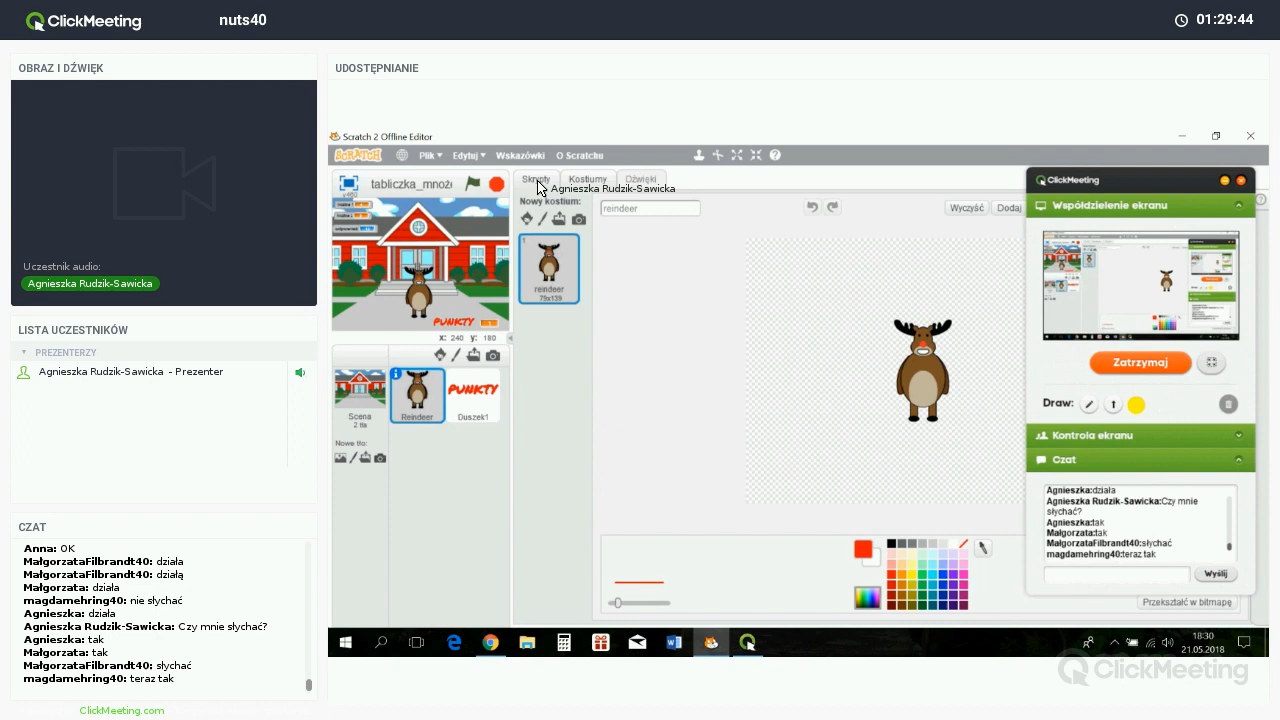 ClickMeeting
nuts40
01:29:44
OBRAZ I DŹWIĘK
Uczestnik audio:
Agnieszka Rudzik-Sawicka
LISTA UCZESTNIKÓW
PREZENTERZY
Agnieszka Rudzik-Sawicka - Prezenter
CZAT
Anna: OK
MałgorzataFilbrandt40: działa
MałgorzataFilbrandt40: działą
Małgorzata: działa
magdamehring40: nie słychać
Agnieszka: działa
Agnieszka Rudzik-Sawicka: Czy mnie słychać?
Agnieszka: tak
Małgorzata: tak
MałgorzataFilbrandt40: słychać
magdamehring40: teraz tak
ClickMeeting.com
UDOSTĘPNIANIE
Scratch 2 Offline Editor
SCRATCH Plik Edytuj Wskazówki O Scratchu
tabliczka_mnoż
Skrypty Kostiumy Dźwięki
Agnieszka Rudzik-Sawicka
Nowy kostium:
reindeer
Wyczyść Dodaj
1
reindeer
79x139
PUNKTY
x: 240 y: 180
Scena
2 tła
Reindeer
PUNKTY
Duszek1
Nowe tło:
Przekształć w bitmapę
ClickMeeting
Współdzielenie ekranu
Zatrzymaj
Draw:
Kontrola ekranu
Czat
Agnieszka:działa
Agnieszka Rudzik-Sawicka:Czy mnie
słychać?
Agnieszka:tak
Małgorzata:tak
MałgorzataFilbrandt40:słychać
magdamehring40:teraz tak
Wyślij
18:30
21.05.2018
ClickMeeting